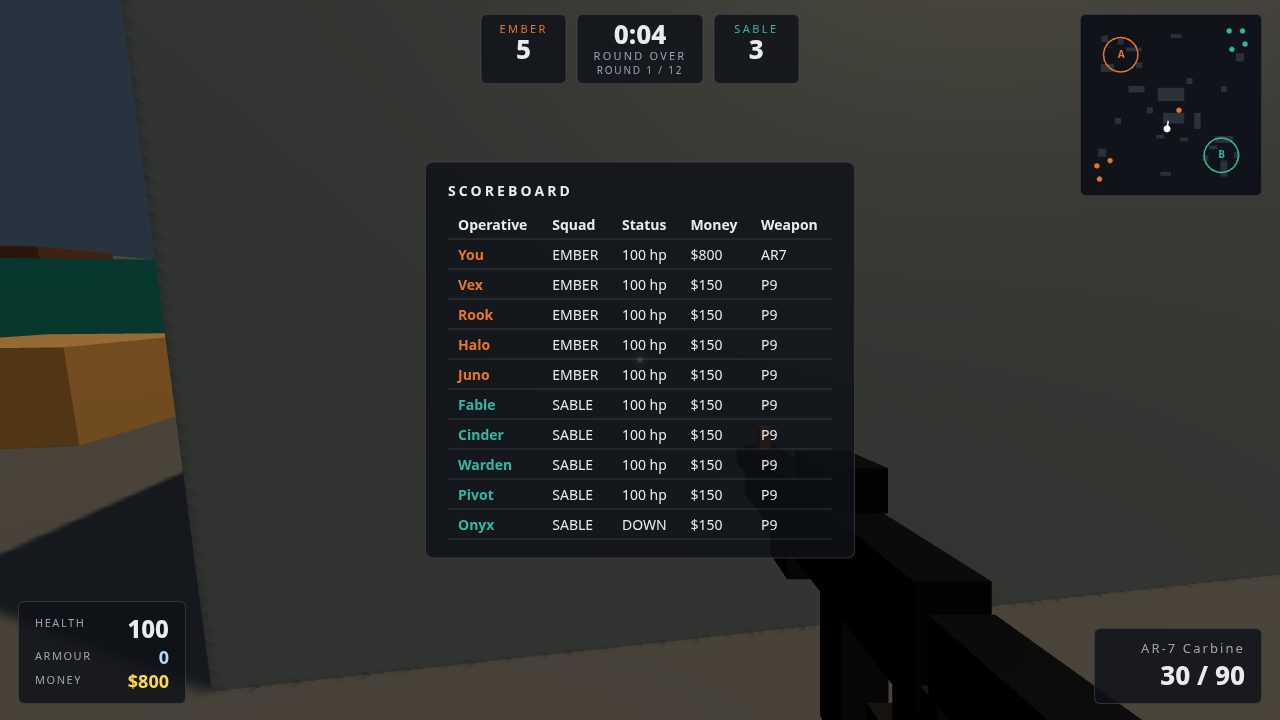 EMBER
5
0:04
ROUND OVER
ROUND 1 / 12
SABLE
3
A
B
SCOREBOARD
Operative Squad Status Money Weapon
You EMBER 100 hp $800 AR7
Vex EMBER 100 hp $150 P9
Rook EMBER 100 hp $150 P9
Halo EMBER 100 hp $150 P9
Juno EMBER 100 hp $150 P9
Fable SABLE 100 hp $150 P9
Cinder SABLE 100 hp $150 P9
Warden SABLE 100 hp $150 P9
Pivot SABLE 100 hp $150 P9
Onyx SABLE DOWN $150 P9
HEALTH 100
ARMOUR 0
MONEY $800
AR-7 Carbine
30 / 90